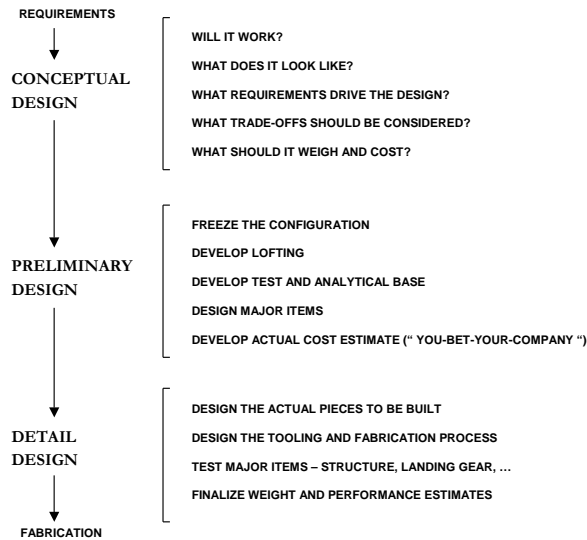 REQUIREMENTS
CONCEPTUAL
DESIGN
WILL IT WORK?
WHAT DOES IT LOOK LIKE?
WHAT REQUIREMENTS DRIVE THE DESIGN?
WHAT TRADE-OFFS SHOULD BE CONSIDERED?
WHAT SHOULD IT WEIGH AND COST?
PRELIMINARY
DESIGN
FREEZE THE CONFIGURATION
DEVELOP LOFTING
DEVELOP TEST AND ANALYTICAL BASE
DESIGN MAJOR ITEMS
DEVELOP ACTUAL COST ESTIMATE (“ YOU-BET-YOUR-COMPANY “)
DETAIL
DESIGN
DESIGN THE ACTUAL PIECES TO BE BUILT
DESIGN THE TOOLING AND FABRICATION PROCESS
TEST MAJOR ITEMS – STRUCTURE, LANDING GEAR, …
FINALIZE WEIGHT AND PERFORMANCE ESTIMATES
FABRICATION